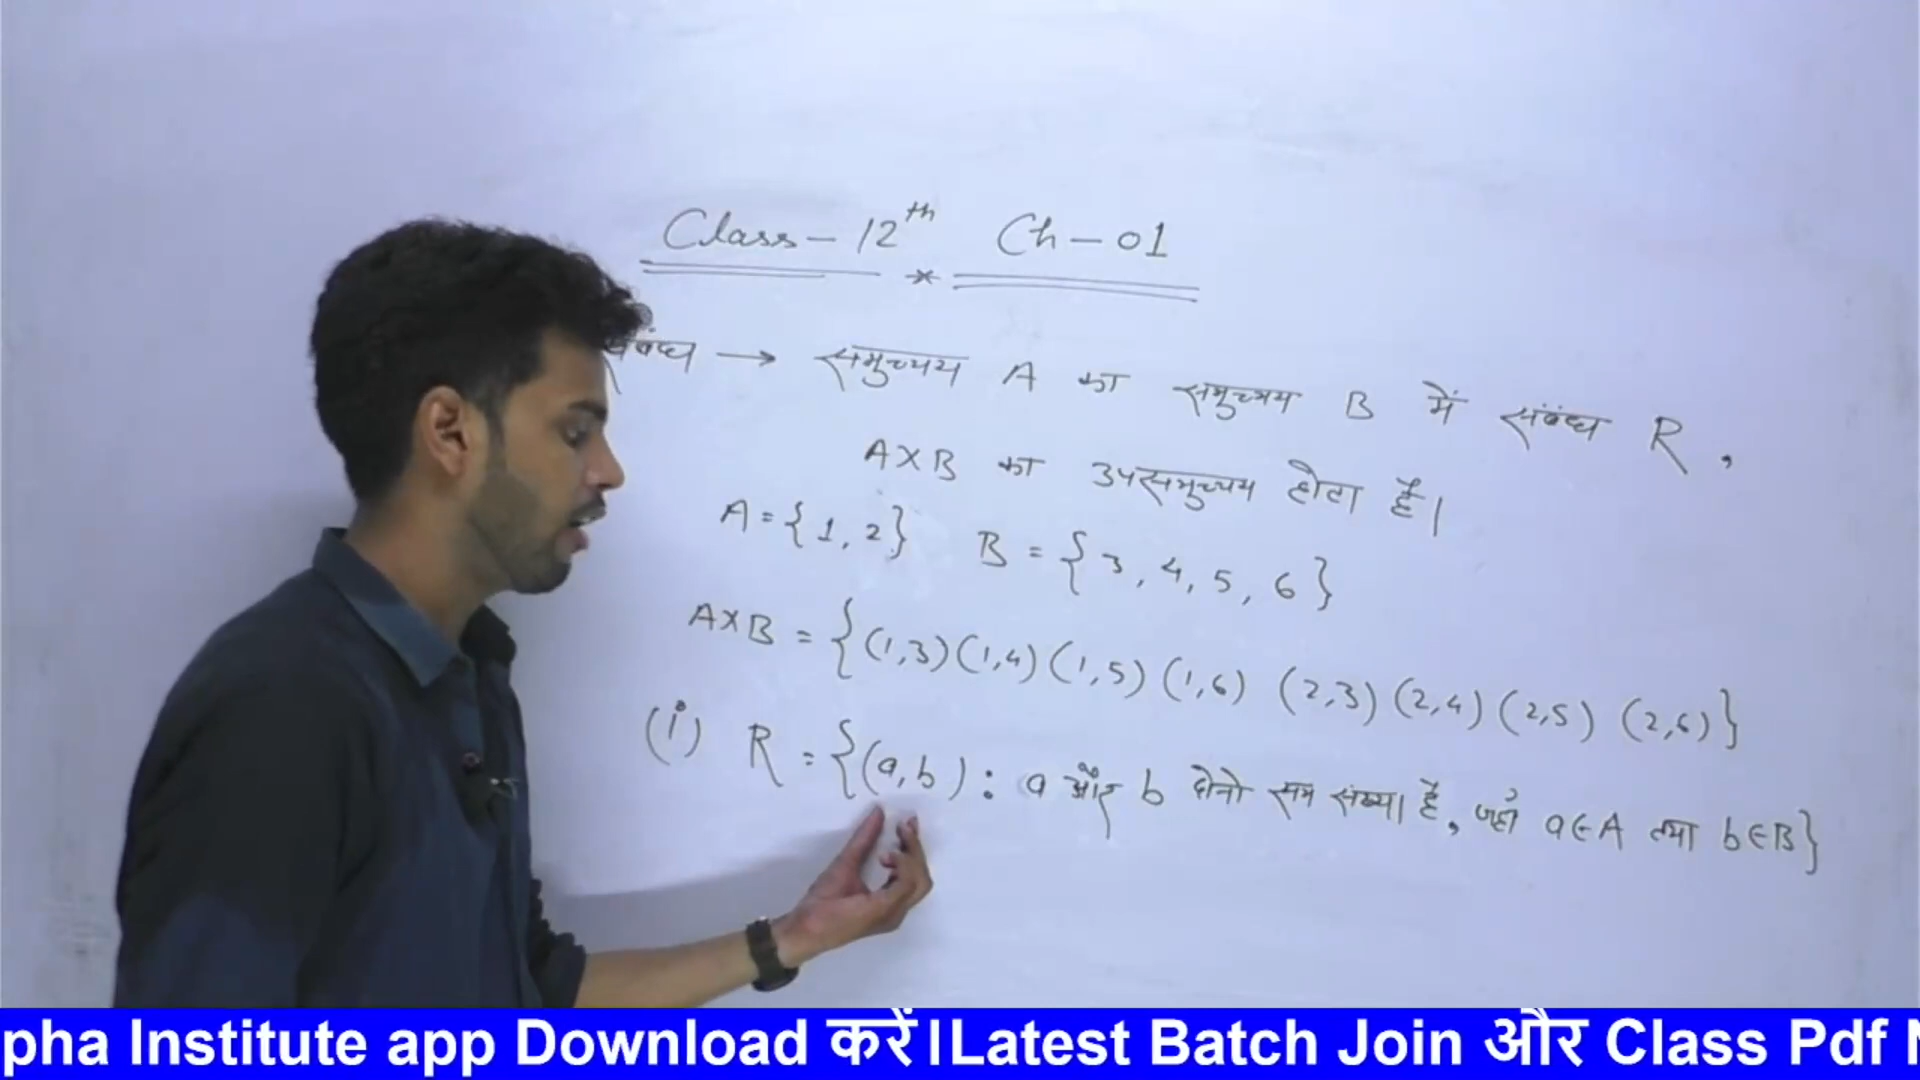 Class - 12th Ch - 01
संबंध → समुच्चय A का समुच्चय B में संबंध R ,
A X B का उपसमुच्चय होता है।
A = {1, 2} B = {3, 4, 5, 6}
A X B = {(1,3) (1,4) (1,5) (1,6) (2,3) (2,4) (2,5) (2,6)}
(i) R = {(a,b) : a और b दोनो सम संख्या है, जहाँ a∈A तथा b∈B}
pha Institute app Download करें।Latest Batch Join और Class Pdf